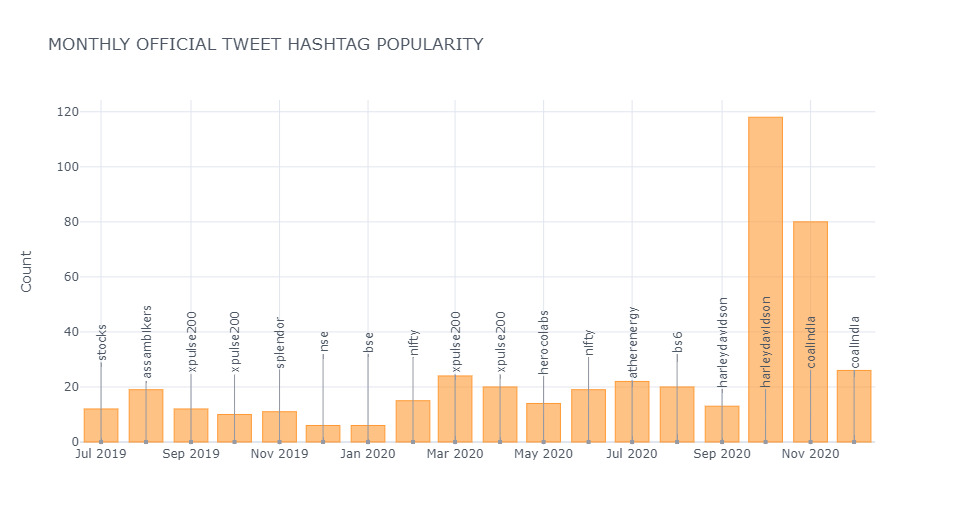 MONTHLY OFFICIAL TWEET HASHTAG POPULARITY
Count
120
100
80
60
40
20
0
stocks
assambikers
xpulse200
xpulse200
splendor
nse
bse
nifty
xpulse200
xpulse200
herocolabs
nifty
atherenergy
bs6
harleydavidson
harleydavidson
coalindia
coalindia
Jul 2019
Sep 2019
Nov 2019
Jan 2020
Mar 2020
May 2020
Jul 2020
Sep 2020
Nov 2020